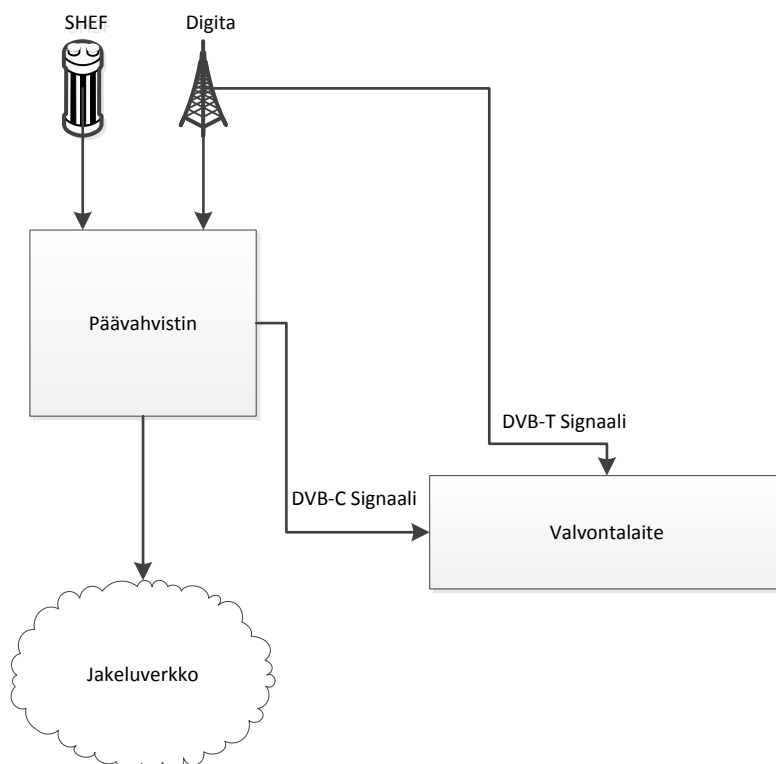 SHEF
Digita
Päävahvistin
DVB-T Signaali
DVB-C Signaali
Valvontalaite
Jakeluverkko